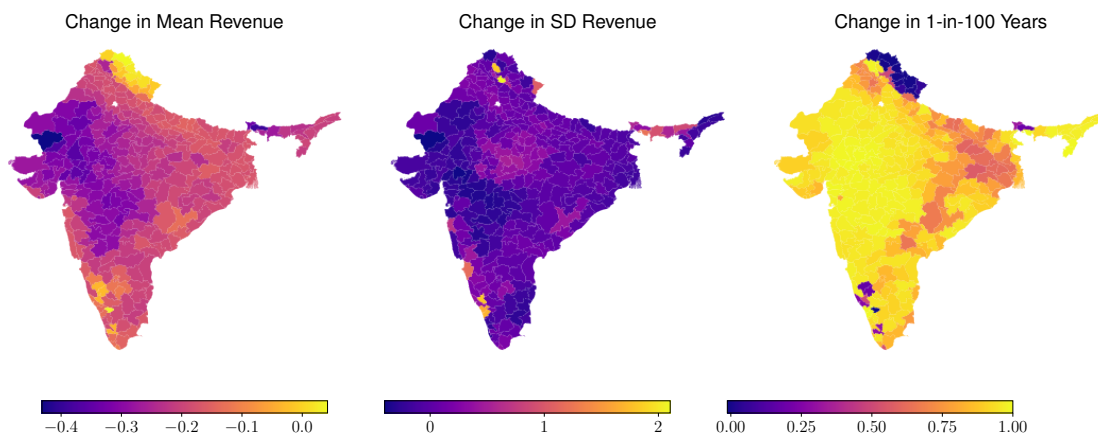 Change in Mean Revenue
Change in SD Revenue
Change in 1-in-100 Years
−0.4 −0.3 −0.2 −0.1 0.0
0 1 2
0.00 0.25 0.50 0.75 1.00